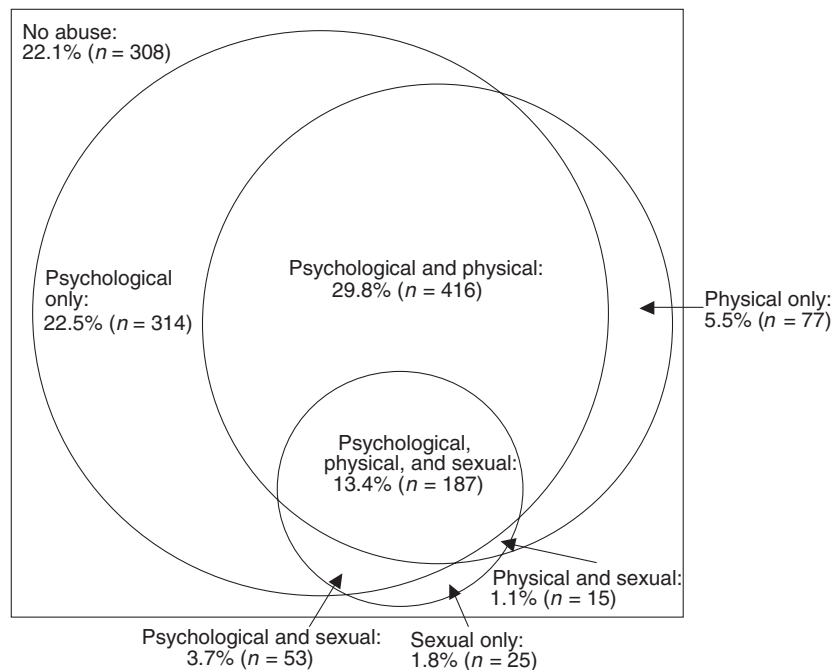 No abuse:
22.1% (n = 308)
Psychological
only:
22.5% (n = 314)
Psychological and physical:
29.8% (n = 416)
Physical only:
5.5% (n = 77)
Psychological,
physical, and sexual:
13.4% (n = 187)
Physical and sexual:
1.1% (n = 15)
Psychological and sexual:
3.7% (n = 53)
Sexual only:
1.8% (n = 25)